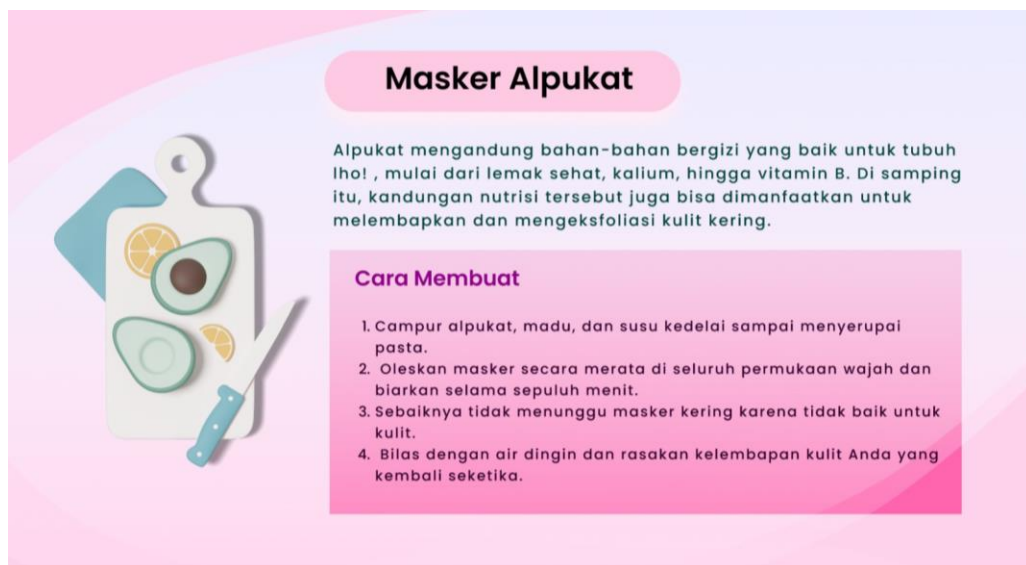 Masker Alpukat
Alpukat mengandung bahan-bahan bergizi yang baik untuk tubuh
lho! , mulai dari lemak sehat, kalium, hingga vitamin B. Di samping
itu, kandungan nutrisi tersebut juga bisa dimanfaatkan untuk
melembapkan dan mengeksfoliasi kulit kering.
Cara Membuat
1. Campur alpukat, madu, dan susu kedelai sampai menyerupai
pasta.
2. Oleskan masker secara merata di seluruh permukaan wajah dan
biarkan selama sepuluh menit.
3. Sebaiknya tidak menunggu masker kering karena tidak baik untuk
kulit.
4. Bilas dengan air dingin dan rasakan kelembapan kulit Anda yang
kembali seketika.